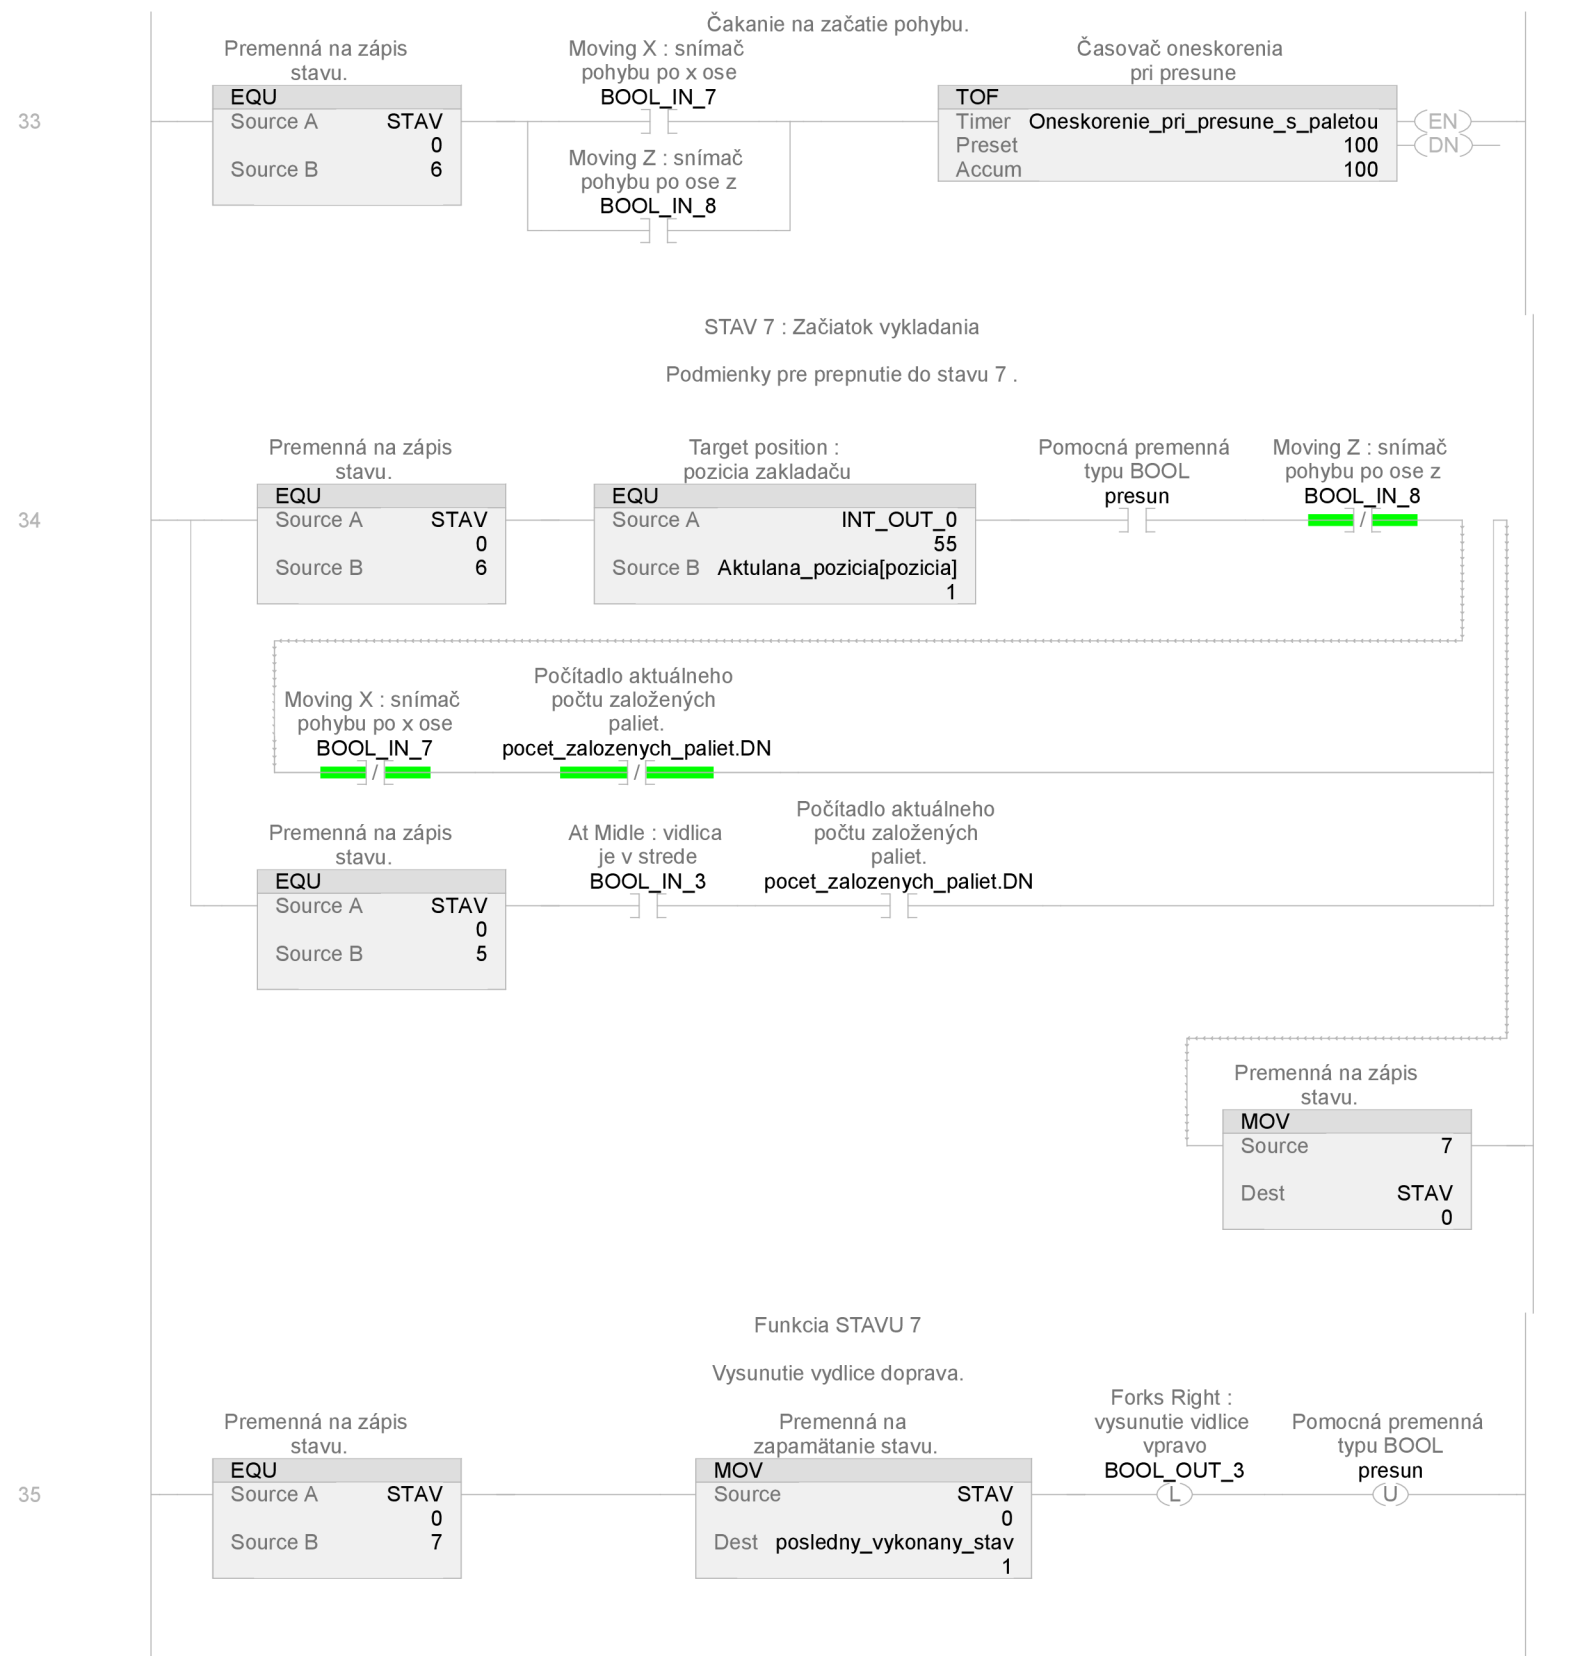 Čakanie na začatie pohybu.
Premenná na zápis
stavu.
Moving X : snímač
pohybu po x ose
BOOL_IN_7
Časovač oneskorenia
pri presune
33
EQU
Source A STAV
0
Source B 6
TOF
Timer Oneskorenie_pri_presune_s_paletou
Preset 100
Accum 100
EN
DN
Moving Z : snímač
pohybu po ose z
BOOL_IN_8
STAV 7 : Začiatok vykladania
Podmienky pre prepnutie do stavu 7 .
Premenná na zápis
stavu.
Target position :
pozicia zakladaču
Pomocná premenná
typu BOOL
presun
Moving Z : snímač
pohybu po ose z
BOOL_IN_8
34
EQU
Source A STAV
0
Source B 6
EQU
Source A INT_OUT_0
55
Source B Aktulana_pozicia[pozicia]
1
/
Moving X : snímač
pohybu po x ose
BOOL_IN_7
/
Počítadlo aktuálneho
počtu založených
paliet.
pocet_zalozenych_paliet.DN
/
Premenná na zápis
stavu.
EQU
Source A STAV
0
Source B 5
At Midle : vidlica
je v strede
BOOL_IN_3
Počítadlo aktuálneho
počtu založených
paliet.
pocet_zalozenych_paliet.DN
Premenná na zápis
stavu.
MOV
Source 7
Dest STAV
0
Funkcia STAVU 7
Vysunutie vydlice doprava.
Premenná na zápis
stavu.
Premenná na
zapamätanie stavu.
Forks Right :
vysunutie vidlice
vpravo
BOOL_OUT_3
Pomocná premenná
typu BOOL
presun
35
EQU
Source A STAV
0
Source B 7
MOV
Source STAV
0
Dest posledny_vykonany_stav
1
L
U